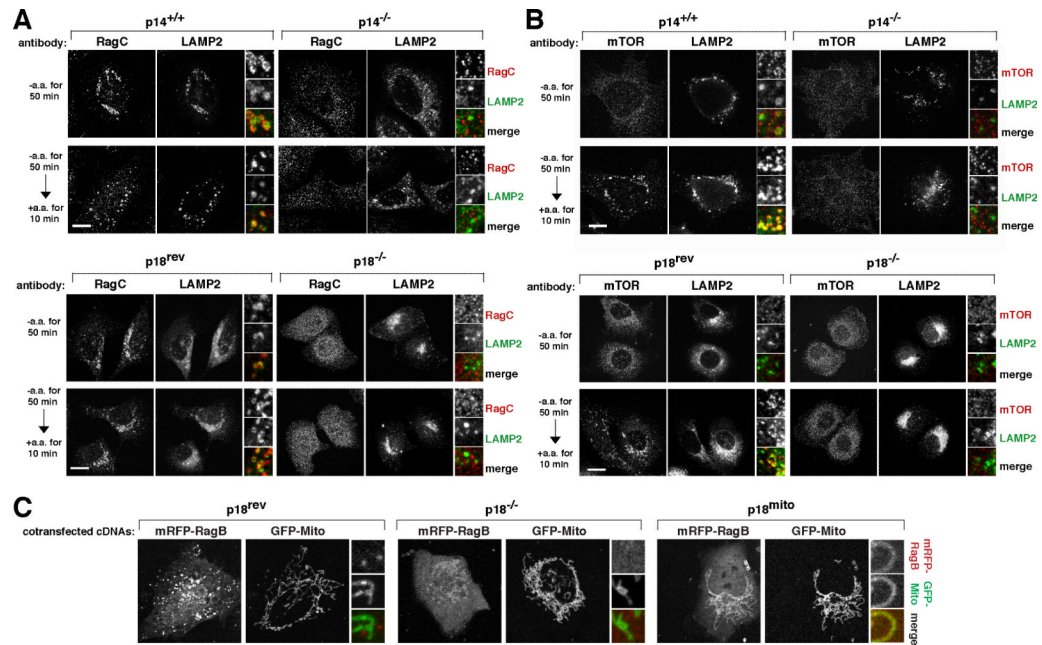 A
p14+/+
p14-/-
antibody:
RagC
LAMP2
RagC
LAMP2
-a.a. for
50 min
RagC
LAMP2
merge
-a.a. for
50 min
+a.a. for
10 min
RagC
LAMP2
merge
p18rev
p18-/-
antibody:
RagC
LAMP2
RagC
LAMP2
-a.a. for
50 min
RagC
LAMP2
merge
-a.a. for
50 min
+a.a. for
10 min
RagC
LAMP2
merge
B
p14+/+
p14-/-
antibody:
mTOR
LAMP2
mTOR
LAMP2
-a.a. for
50 min
mTOR
LAMP2
merge
-a.a. for
50 min
+a.a. for
10 min
mTOR
LAMP2
merge
p18rev
p18-/-
antibody:
mTOR
LAMP2
mTOR
LAMP2
-a.a. for
50 min
mTOR
LAMP2
merge
-a.a. for
50 min
+a.a. for
10 min
mTOR
LAMP2
merge
C
p18rev
p18-/-
p18mito
cotransfected cDNAs:
mRFP-RagB
GFP-Mito
mRFP-RagB
GFP-Mito
mRFP-RagB
GFP-Mito
mRFP-
RagB
GFP-
Mito
merge